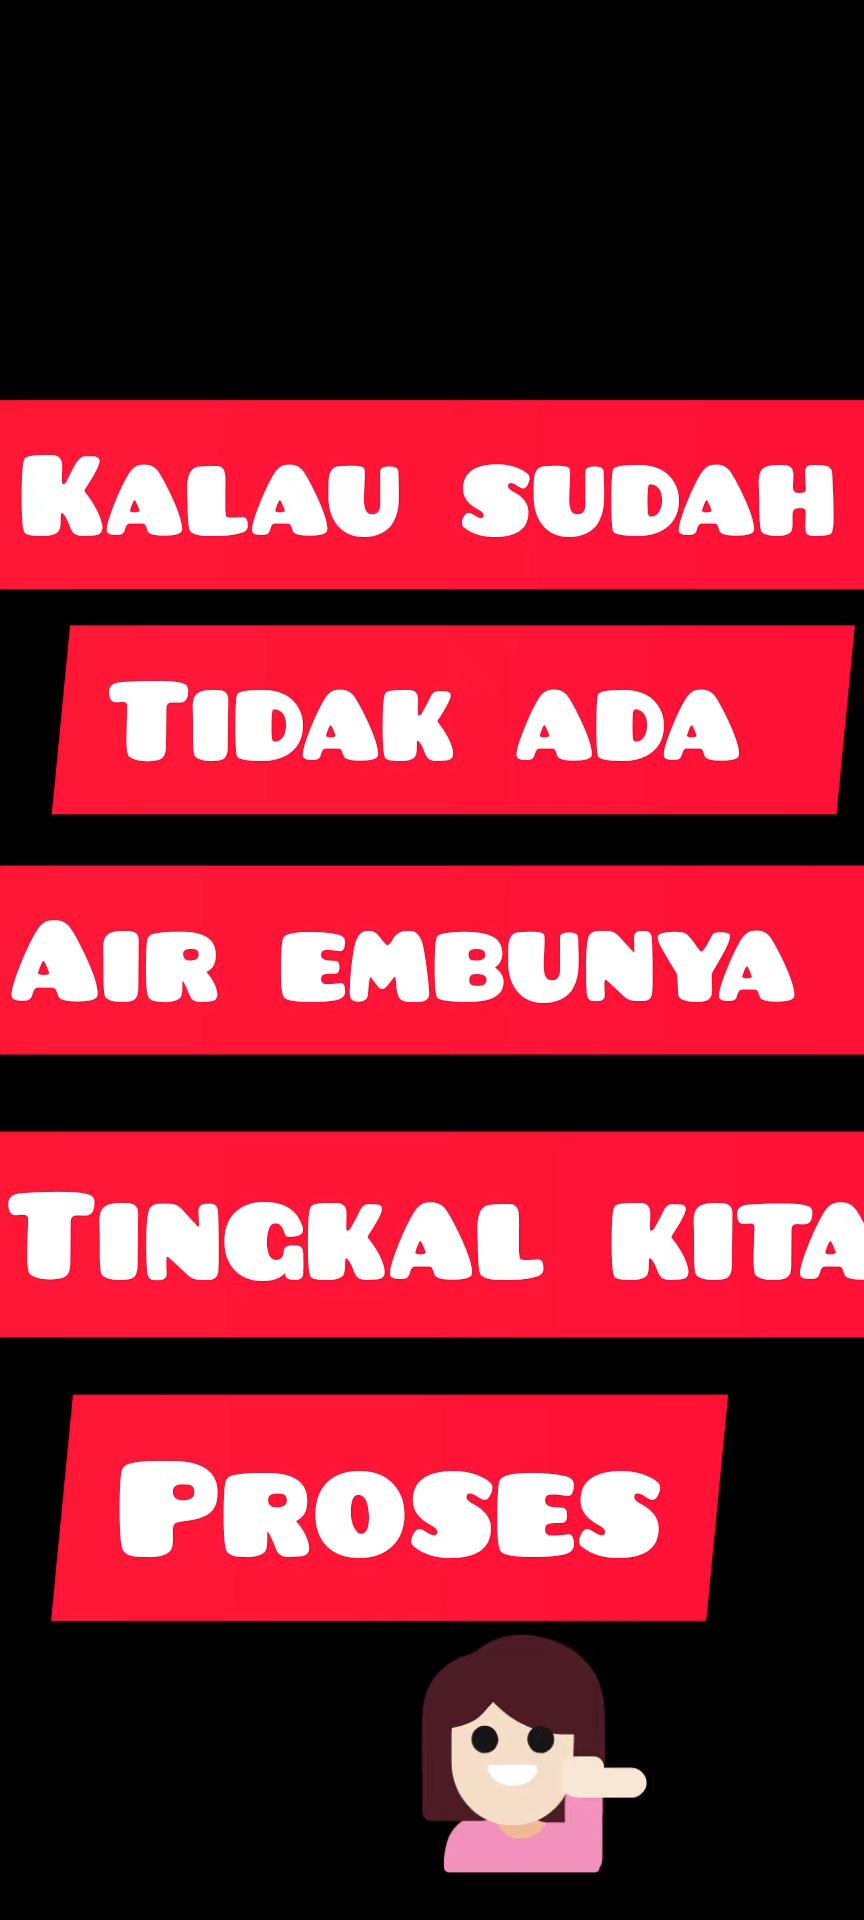 Kalau sudah
Tidak ada
Air embunya
Tingkal kita
Proses